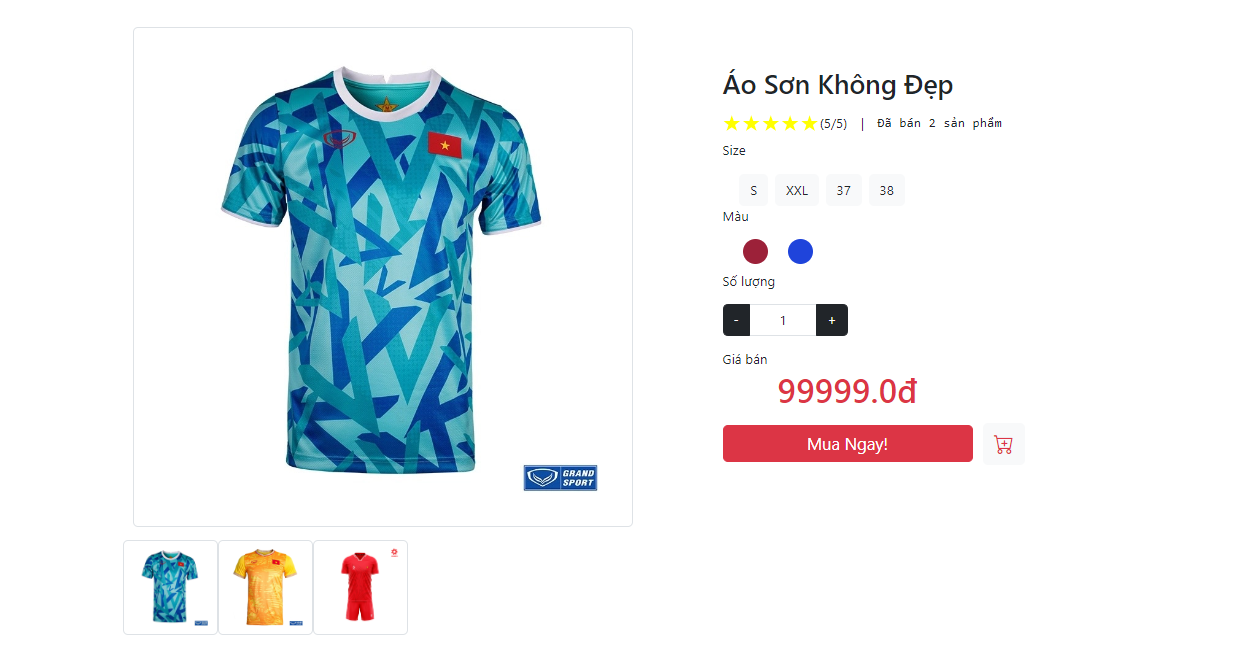 Áo Sơn Không Đẹp
(5/5) | Đã bán 2 sản phẩm
Size
S XXL 37 38
Màu
Số lượng
- 1 +
Giá bán
99999.0đ
Mua Ngay!
GRAND
SPORT